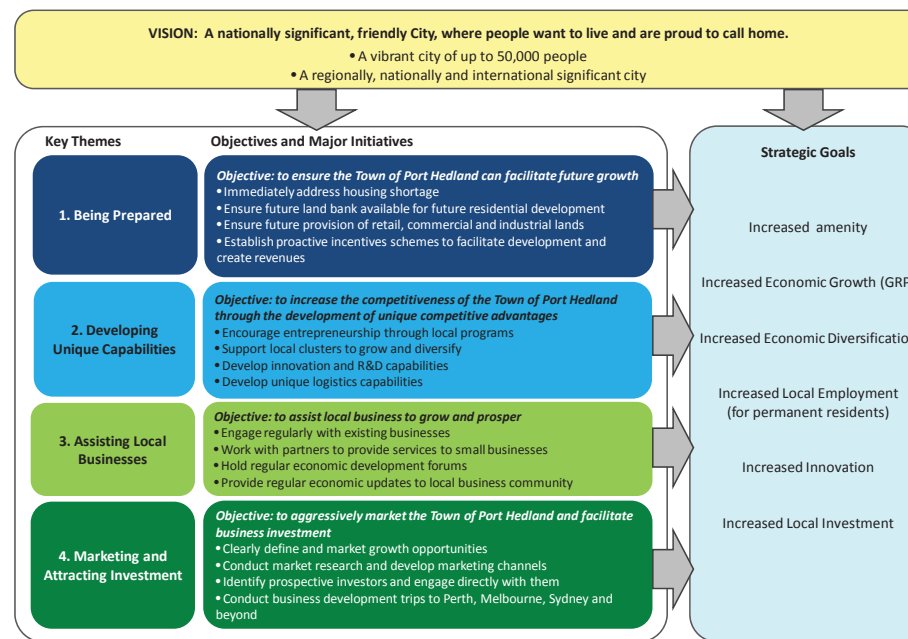 VISION: A nationally significant, friendly City, where people want to live and are proud to call home.
• A vibrant city of up to 50,000 people
• A regionally, nationally and international significant city
Key Themes
Objectives and Major Initiatives
1. Being Prepared
Objective: to ensure the Town of Port Hedland can facilitate future growth
• Immediately address housing shortage
• Ensure future land bank available for future residential development
• Ensure future provision of retail, commercial and industrial lands
• Establish proactive incentives schemes to facilitate development and
create revenues
2. Developing
Unique Capabilities
Objective: to increase the competitiveness of the Town of Port Hedland
through the development of unique competitive advantages
• Encourage entrepreneurship through local programs
• Support local clusters to grow and diversify
• Develop innovation and R&D capabilities
• Develop unique logistics capabilities
3. Assisting Local
Businesses
Objective: to assist local business to grow and prosper
• Engage regularly with existing businesses
• Work with partners to provide services to small businesses
• Hold regular economic development forums
• Provide regular economic updates to local business community
4. Marketing and
Attracting Investment
Objective: to aggressively market the Town of Port Hedland and facilitate
business investment
• Clearly define and market growth opportunities
• Conduct market research and develop marketing channels
• Identify prospective investors and engage directly with them
• Conduct business development trips to Perth, Melbourne, Sydney and
beyond
Strategic Goals
Increased amenity
Increased Economic Growth (GRP
Increased Economic Diversificatio
Increased Local Employment
(for permanent residents)
Increased Innovation
Increased Local Investment